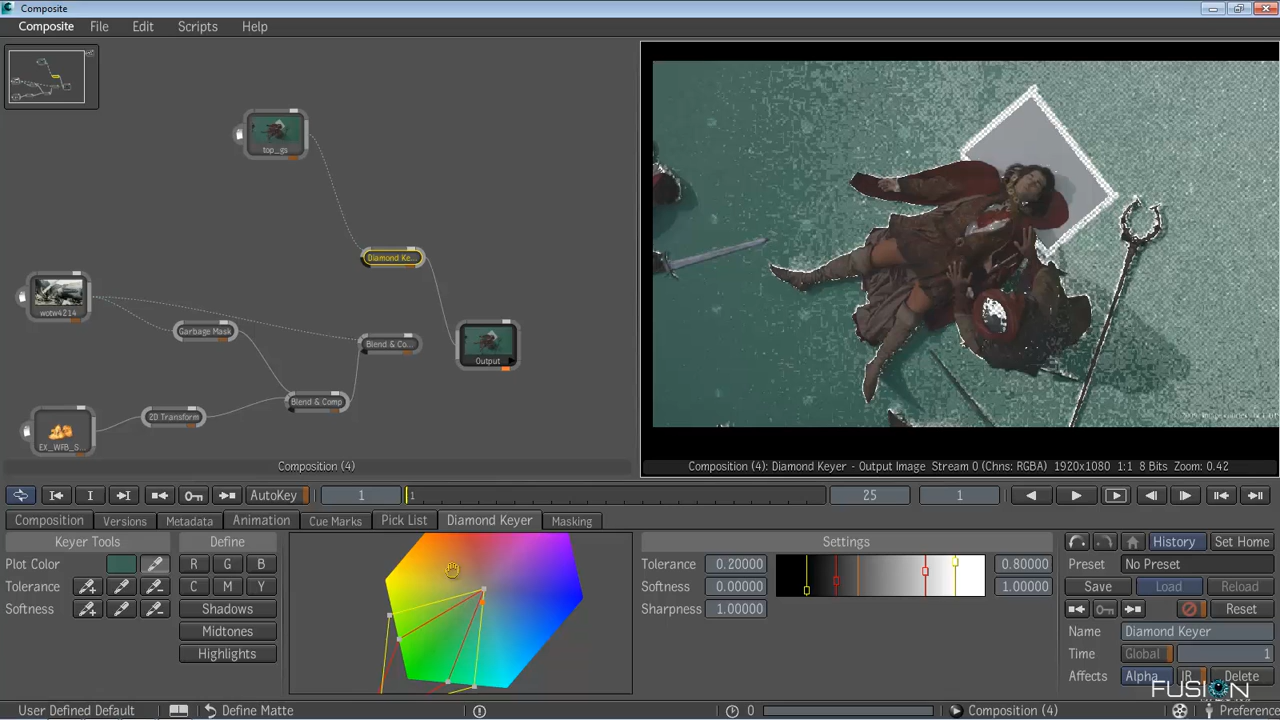 Composite
Composite File Edit Scripts Help
top_gs
Diamond Ke...
wotw4214
Garbage Mask
Blend & Co...
Output
2D Transform
Blend & Comp
EX_WFB_S...
Composition (4)
Composition (4): Diamond Keyer - Output Image Stream 0 (Chns: RGBA) 1920x1080 1:1 8 Bits Zoom: 0.42
AutoKey 1 1 25 1
Composition Versions Metadata Animation Cue Marks Pick List Diamond Keyer Masking
Keyer Tools Define Settings History Set Home
Plot Color R G B Tolerance 0.20000 0.80000 Preset No Preset
Tolerance C M Y Softness 0.00000 1.00000 Save Load Reload
Softness Shadows Sharpness 1.00000 Reset
Midtones Name Diamond Keyer
Highlights Time Global 1
Affects Alpha Delete
FUSION
User Defined Default Define Matte 0 Composition (4) Preference